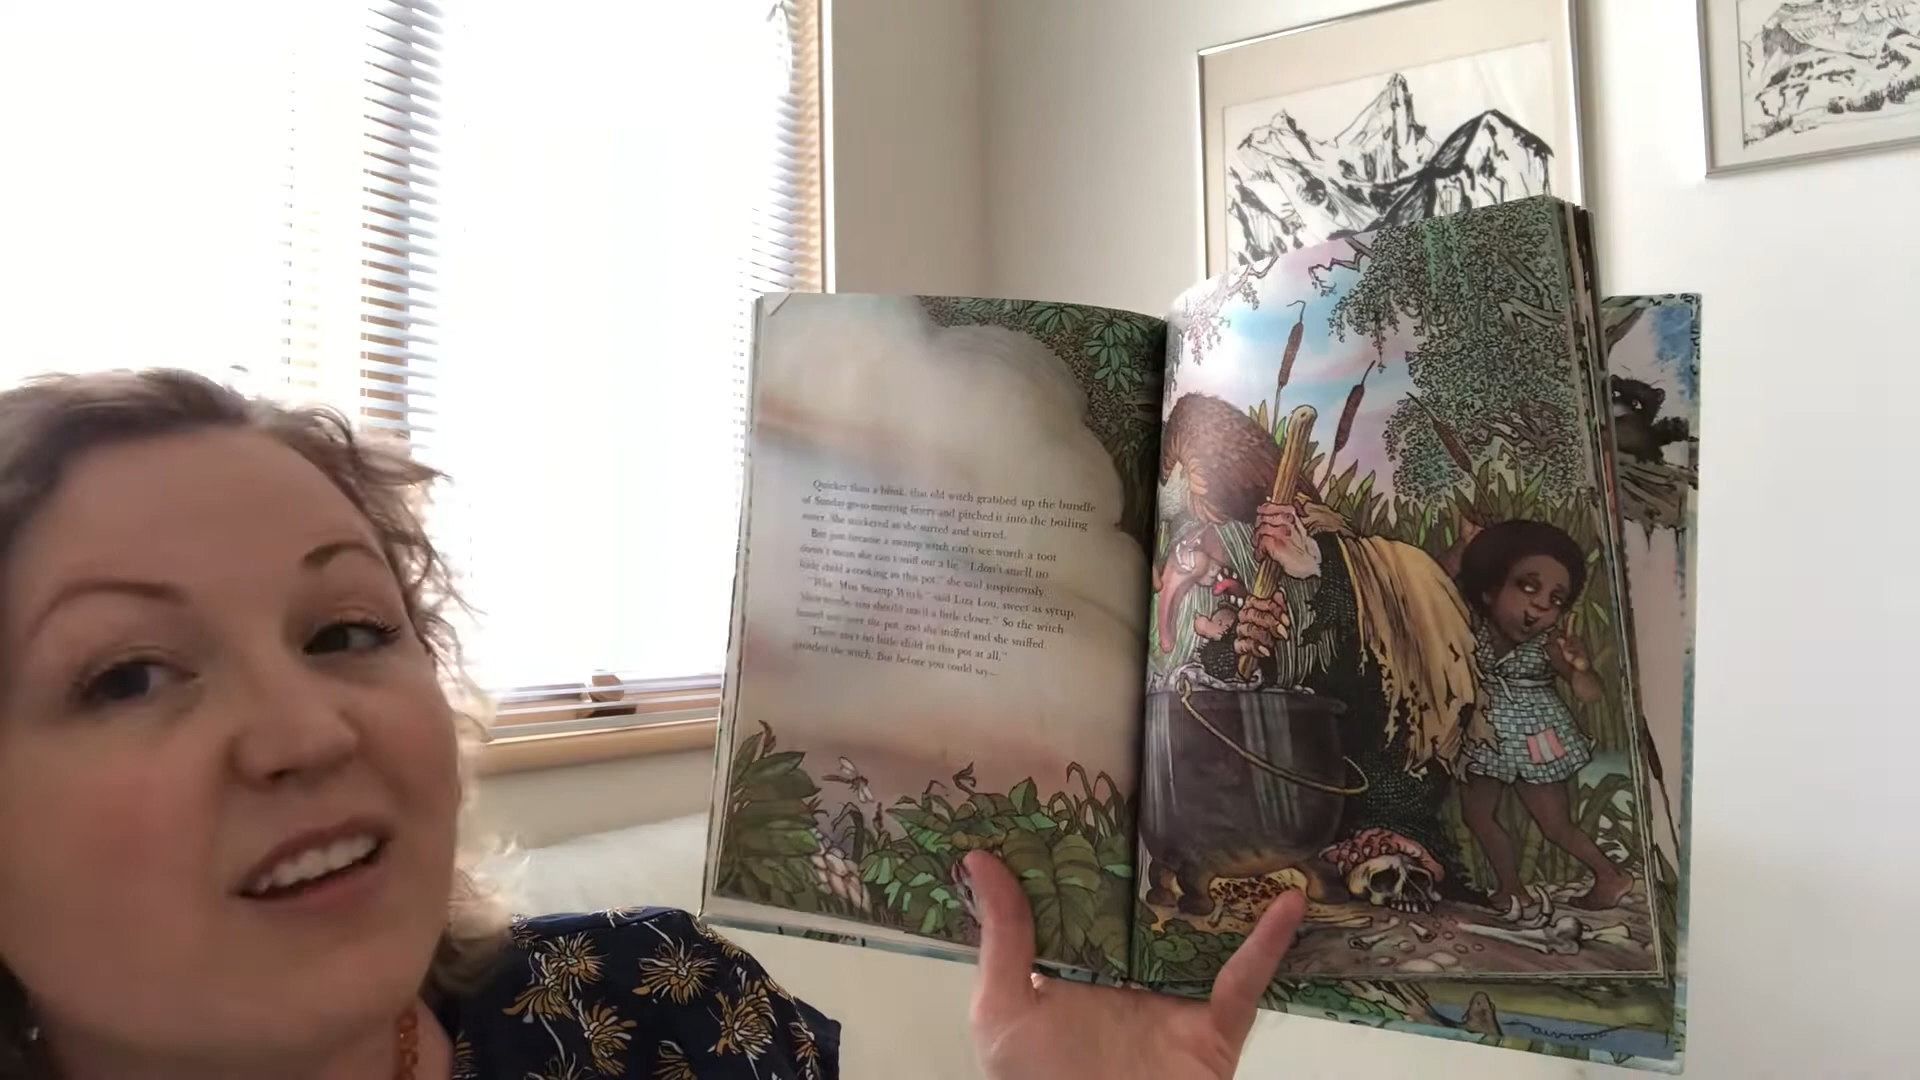 Quicker than a blink, that old witch grabbed up the bundle
of Sunday go-to-meeting finery and pitched it into the boiling
water. She snickered as she stirred and stirred.
But just because a swamp witch can't see worth a toot
doesn't mean she can't sniff out a lie. "I don't smell no
little child a-cooking in this pot," she said suspiciously.
"Why, Miss Swamp Witch," said Liza Lou, sweet as syrup,
"then maybe you should smell a little closer." So the witch
leaned way over the pot, and she sniffed and she sniffed.
"There ain't no little child in this pot at all,"
the witch. But before you could say—